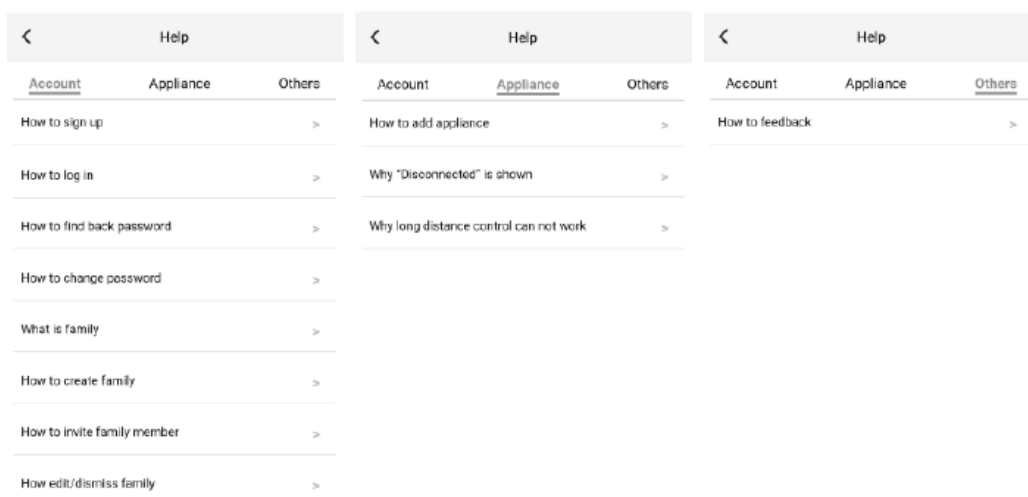 Help
Account Appliance Others
How to sign up >
How to log in >
How to find back password >
How to change password >
What is family >
How to create family >
How to invite family member >
How edit/dismiss family >
Help
Account Appliance Others
How to add appliance >
Why "Disconnected" is shown >
Why long distance control can not work >
Help
Account Appliance Others
How to feedback >